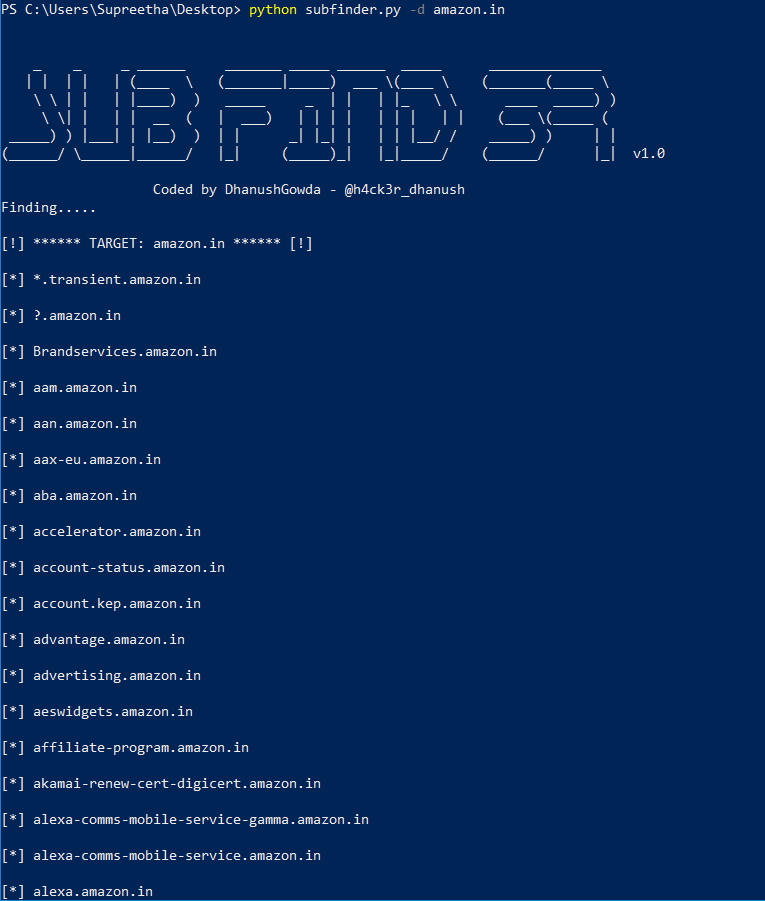 PS C:\Users\Supreetha\Desktop> python subfinder.py -d amazon.in
SUB FINDER v1.0
Coded by DhanushGowda - @h4ck3r_dhanush
Finding.....
[!] ****** TARGET: amazon.in ****** [!]
[*] *.transient.amazon.in
[*] ?.amazon.in
[*] Brandservices.amazon.in
[*] aam.amazon.in
[*] aan.amazon.in
[*] aax-eu.amazon.in
[*] aba.amazon.in
[*] accelerator.amazon.in
[*] account-status.amazon.in
[*] account.kep.amazon.in
[*] advantage.amazon.in
[*] advertising.amazon.in
[*] aeswidgets.amazon.in
[*] affiliate-program.amazon.in
[*] akamai-renew-cert-digicert.amazon.in
[*] alexa-comms-mobile-service-gamma.amazon.in
[*] alexa-comms-mobile-service.amazon.in
[*] alexa.amazon.in